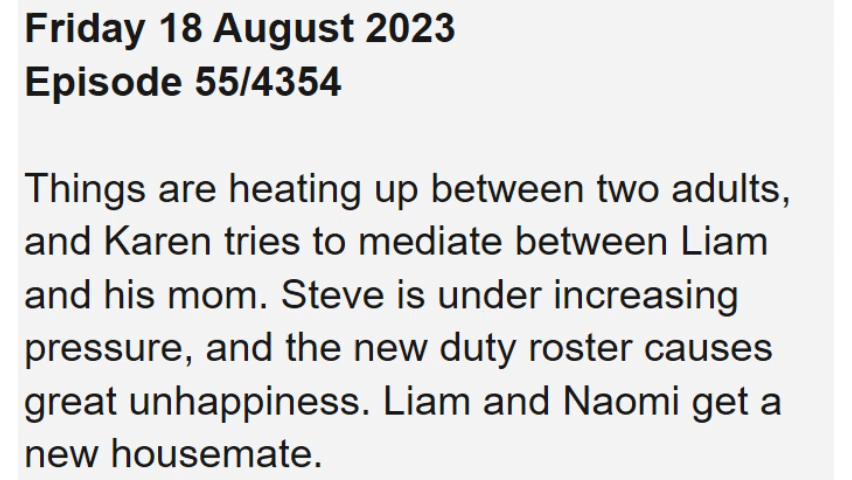 Friday 18 August 2023
Episode 55/4354
Things are heating up between two adults,
and Karen tries to mediate between Liam
and his mom. Steve is under increasing
pressure, and the new duty roster causes
great unhappiness. Liam and Naomi get a
new housemate.